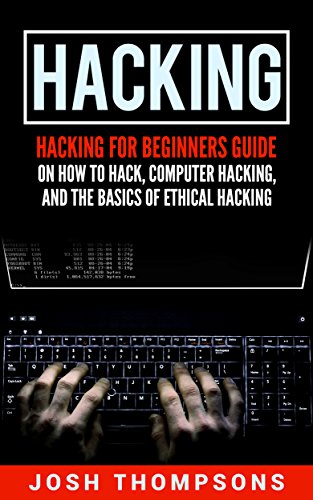 HACKING
HACKING FOR BEGINNERS GUIDE
ON HOW TO HACK, COMPUTER HACKING,
AND THE BASICS OF ETHICAL HACKING
JOSH THOMPSONS